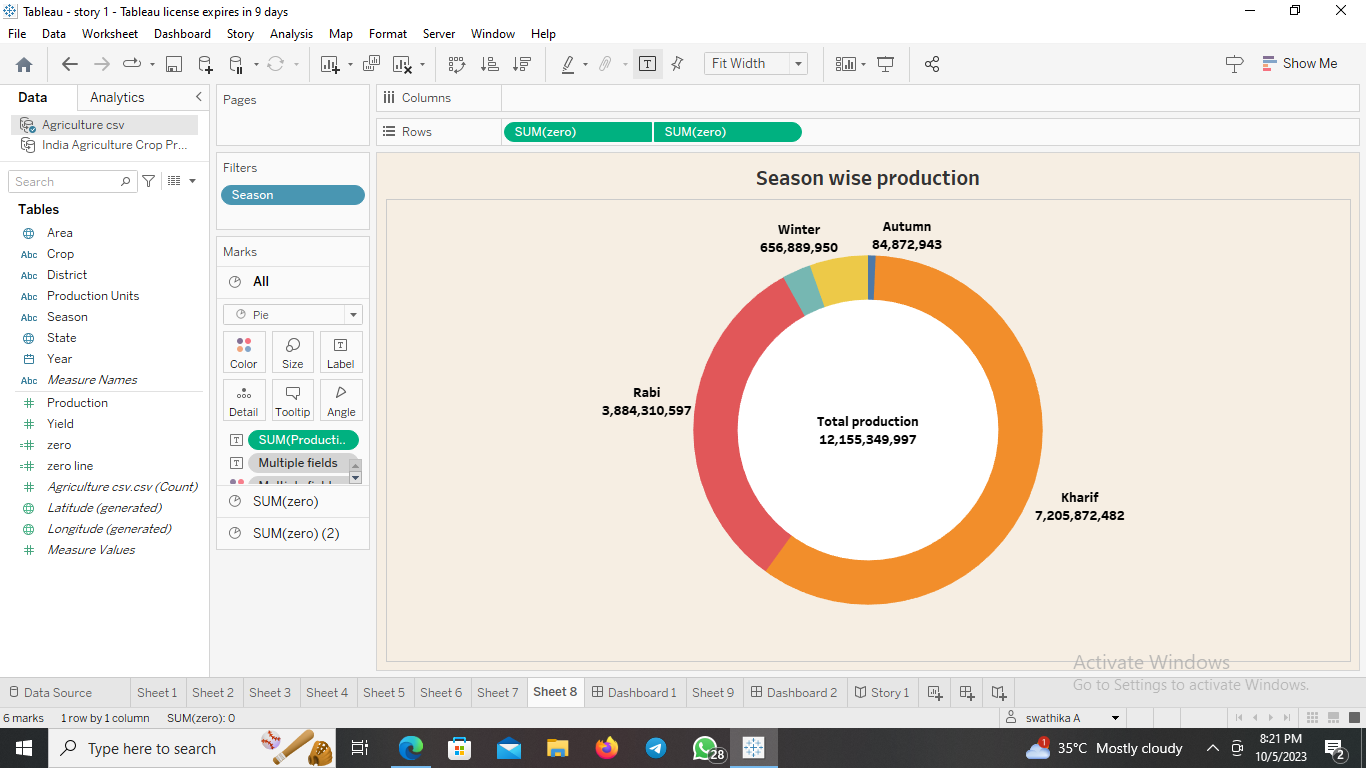 Tableau - story 1 - Tableau license expires in 9 days
File Data Worksheet Dashboard Story Analysis Map Format Server Window Help
Fit Width
Show Me
Data Analytics
Agriculture csv
India Agriculture Crop Pr...
Search
Tables
Area
Abc Crop
Abc District
Abc Production Units
Abc Season
State
Year
Abc Measure Names
Production
Yield
zero
zero line
Agriculture csv.csv (Count)
Latitude (generated)
Longitude (generated)
Measure Values
Pages
Filters
Season
Marks
All
Pie
Color Size Label
Detail Tooltip Angle
SUM(Producti..
Multiple fields
SUM(zero)
SUM(zero) (2)
Columns
Rows SUM(zero) SUM(zero)
Season wise production
Winter
656,889,950
Autumn
84,872,943
Rabi
3,884,310,597
Total production
12,155,349,997
Kharif
7,205,872,482
Activate Windows
Go to Settings to activate Windows.
Data Source Sheet 1 Sheet 2 Sheet 3 Sheet 4 Sheet 5 Sheet 6 Sheet 7 Sheet 8 Dashboard 1 Sheet 9 Dashboard 2 Story 1
6 marks 1 row by 1 column SUM(zero): 0 swathika A
Type here to search 28 1 35°C Mostly cloudy 8:21 PM
10/5/2023 2